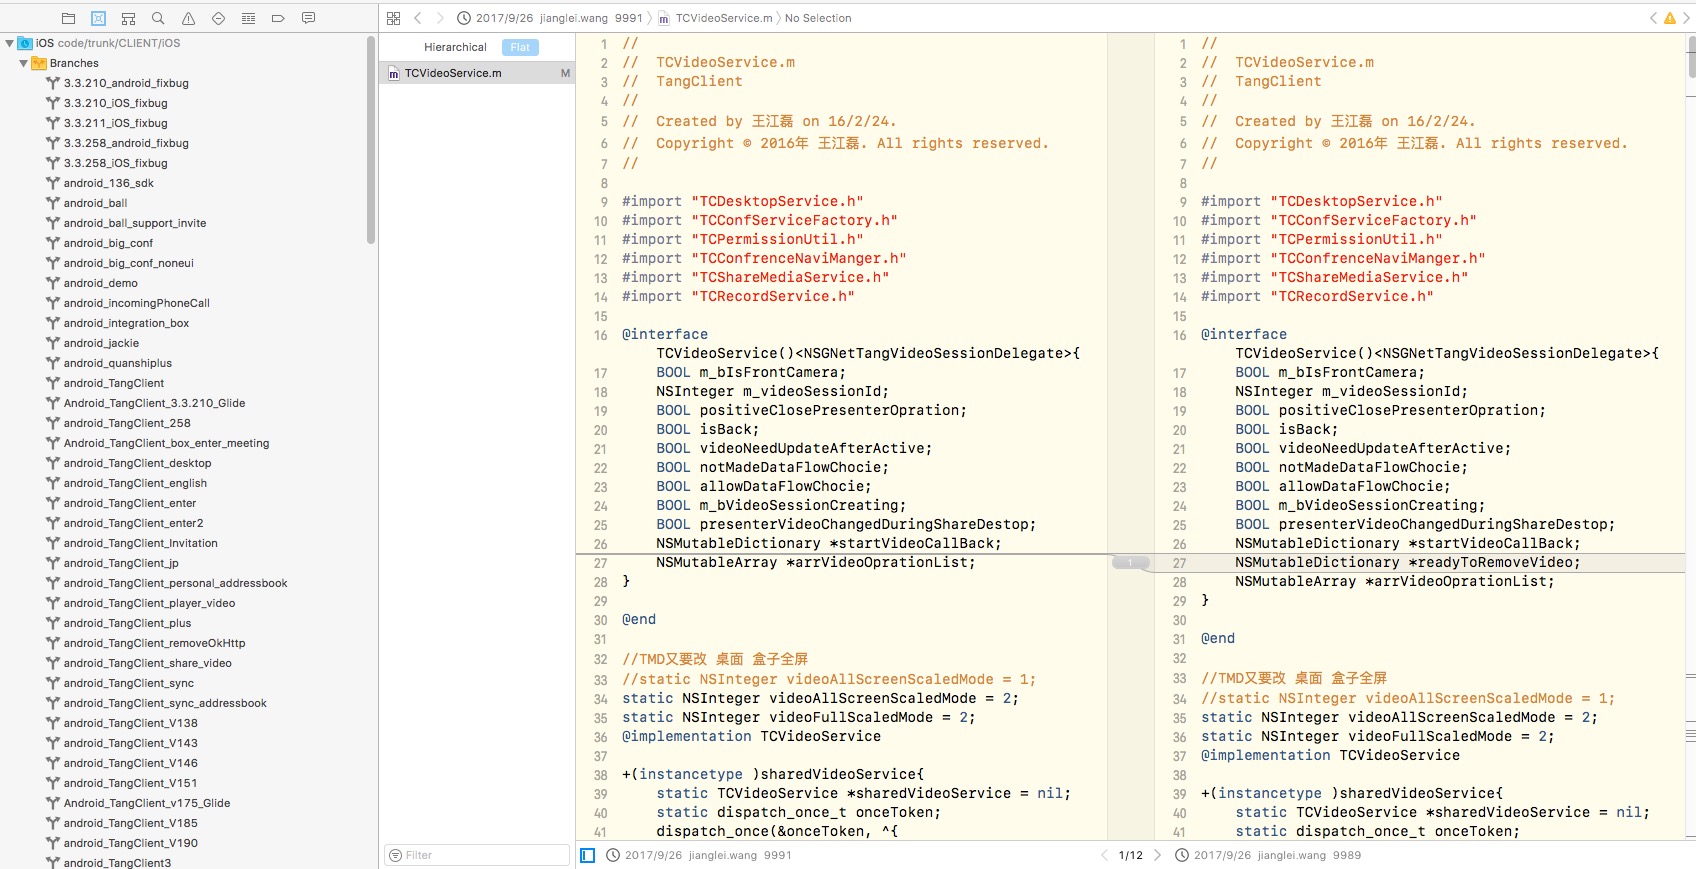 2017/9/26 jianglei.wang 9991 TCVideoService.m No Selection
iOS code/trunk/CLIENT/iOS
Branches
3.3.210_android_fixbug
3.3.210_iOS_fixbug
3.3.211_iOS_fixbug
3.3.258_android_fixbug
3.3.258_iOS_fixbug
android_136_sdk
android_ball
android_ball_support_invite
android_big_conf
android_big_conf_noneui
android_demo
android_incomingPhoneCall
android_integration_box
android_jackie
android_quanshiplus
android_TangClient
Android_TangClient_3.3.210_Glide
android_TangClient_258
Android_TangClient_box_enter_meeting
android_TangClient_desktop
android_TangClient_english
android_TangClient_enter
android_TangClient_enter2
android_TangClient_Invitation
android_TangClient_jp
android_TangClient_personal_addressbook
android_TangClient_player_video
android_TangClient_plus
android_TangClient_removeOkHttp
android_TangClient_share_video
android_TangClient_sync
android_TangClient_sync_addressbook
android_TangClient_V138
android_TangClient_V143
android_TangClient_V146
android_TangClient_V151
Android_TangClient_v175_Glide
android_TangClient_V185
android_TangClient_V190
android_TangClient3
Hierarchical Flat
TCVideoService.m M
Filter
1 //
2 //  TCVideoService.m
3 //  TangClient
4 //
5 //  Created by 王江磊 on 16/2/24.
6 //  Copyright © 2016年 王江磊. All rights reserved.
7 //
8
9 #import "TCDesktopService.h"
10 #import "TCConfServiceFactory.h"
11 #import "TCPermissionUtil.h"
12 #import "TCConfrenceNaviManger.h"
13 #import "TCShareMediaService.h"
14 #import "TCRecordService.h"
15
16 @interface
TCVideoService()<NSGNetTangVideoSessionDelegate>{
17 BOOL m_bIsFrontCamera;
18 NSInteger m_videoSessionId;
19 BOOL positiveClosePresenterOpration;
20 BOOL isBack;
21 BOOL videoNeedUpdateAfterActive;
22 BOOL notMadeDataFlowChocie;
23 BOOL allowDataFlowChocie;
24 BOOL m_bVideoSessionCreating;
25 BOOL presenterVideoChangedDuringShareDestop;
26 NSMutableDictionary *startVideoCallBack;
27 NSMutableArray *arrVideoOprationList;
28 }
29
30 @end
31
32 //TMD又要改 桌面 盒子全屏
33 //static NSInteger videoAllScreenScaledMode = 1;
34 static NSInteger videoAllScreenScaledMode = 2;
35 static NSInteger videoFullScaledMode = 2;
36 @implementation TCVideoService
37
38 +(instancetype )sharedVideoService{
39 static TCVideoService *sharedVideoService = nil;
40 static dispatch_once_t onceToken;
41 dispatch_once(&onceToken, ^{
1
1 //
2 //  TCVideoService.m
3 //  TangClient
4 //
5 //  Created by 王江磊 on 16/2/24.
6 //  Copyright © 2016年 王江磊. All rights reserved.
7 //
8
9 #import "TCDesktopService.h"
10 #import "TCConfServiceFactory.h"
11 #import "TCPermissionUtil.h"
12 #import "TCConfrenceNaviManger.h"
13 #import "TCShareMediaService.h"
14 #import "TCRecordService.h"
15
16 @interface
TCVideoService()<NSGNetTangVideoSessionDelegate>{
17 BOOL m_bIsFrontCamera;
18 NSInteger m_videoSessionId;
19 BOOL positiveClosePresenterOpration;
20 BOOL isBack;
21 BOOL videoNeedUpdateAfterActive;
22 BOOL notMadeDataFlowChocie;
23 BOOL allowDataFlowChocie;
24 BOOL m_bVideoSessionCreating;
25 BOOL presenterVideoChangedDuringShareDestop;
26 NSMutableDictionary *startVideoCallBack;
27 NSMutableDictionary *readyToRemoveVideo;
28 NSMutableArray *arrVideoOprationList;
29 }
30
31 @end
32
33 //TMD又要改 桌面 盒子全屏
34 //static NSInteger videoAllScreenScaledMode = 1;
35 static NSInteger videoAllScreenScaledMode = 2;
36 static NSInteger videoFullScaledMode = 2;
37 @implementation TCVideoService
38
39 +(instancetype )sharedVideoService{
40 static TCVideoService *sharedVideoService = nil;
41 static dispatch_once_t onceToken;
2017/9/26 jianglei.wang 9991
1/12
2017/9/26 jianglei.wang 9989